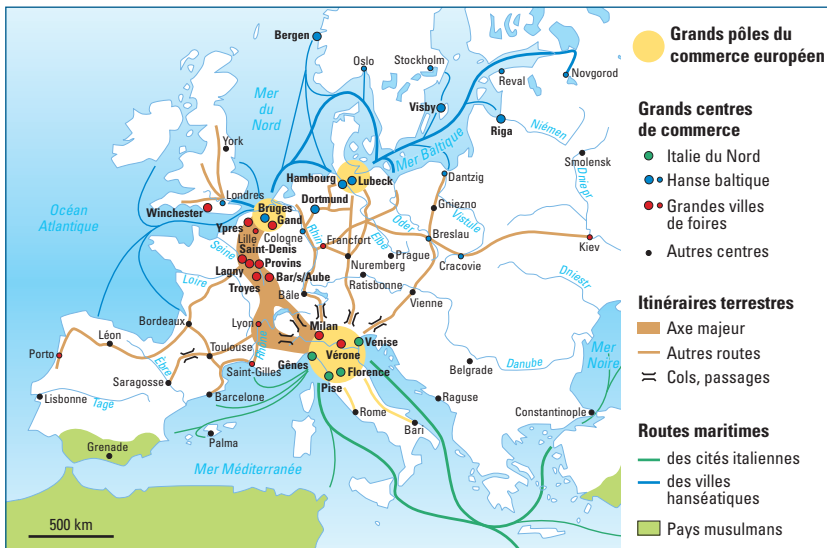 Bergen
Oslo
Stockholm
Reval
Novgorod
Visby
Riga
Mer
du
Nord
Mer Baltique
Niémen
Smolensk
York
Hambourg
Lubeck
Dantzig
Dniepr
Londres
Winchester
Bruges
Dortmund
Gniezno
Océan
Atlantique
Ypres
Gand
Lille
Cologne
Rhin
Elbe
Oder
Vistule
Breslau
Kiev
Seine
Saint-Denis
Francfort
Prague
Cracovie
Lagny
Provins
Nuremberg
Dniestr
Loire
Troyes
Bar/s/Aube
Ratisbonne
Bâle
Vienne
Bordeaux
Lyon
Milan
Venise
Léon
Toulouse
Rhône
Vérone
Mer
Noire
Porto
Èbre
Saint-Gilles
Gênes
Florence
Belgrade
Danube
Saragosse
Pise
Lisbonne
Tage
Barcelone
Rome
Raguse
Constantinople
Bari
Grenade
Palma
Mer Méditerranée
500 km
Grands pôles du
commerce européen
Grands centres
de commerce
Italie du Nord
Hanse baltique
Grandes villes
de foires
Autres centres
Itinéraires terrestres
Axe majeur
Autres routes
Cols, passages
Routes maritimes
des cités italiennes
des villes
hanséatiques
Pays musulmans